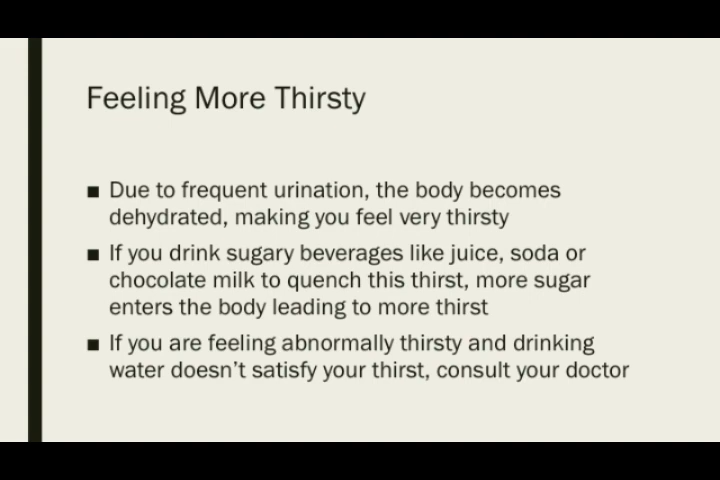 Feeling More Thirsty
■ Due to frequent urination, the body becomes
dehydrated, making you feel very thirsty
■ If you drink sugary beverages like juice, soda or
chocolate milk to quench this thirst, more sugar
enters the body leading to more thirst
■ If you are feeling abnormally thirsty and drinking
water doesn't satisfy your thirst, consult your doctor